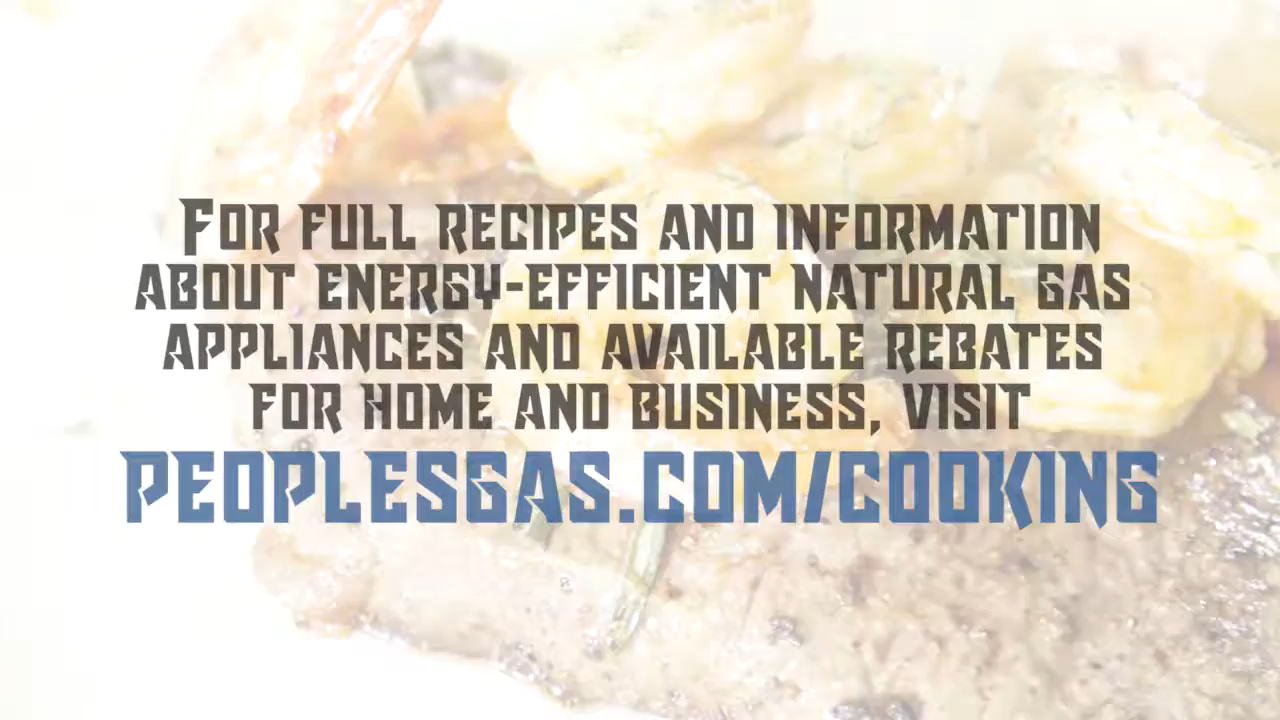 For full recipes and information
about energy-efficient natural gas
appliances and available rebates
for home and business, visit
peoplesgas.com/cooking